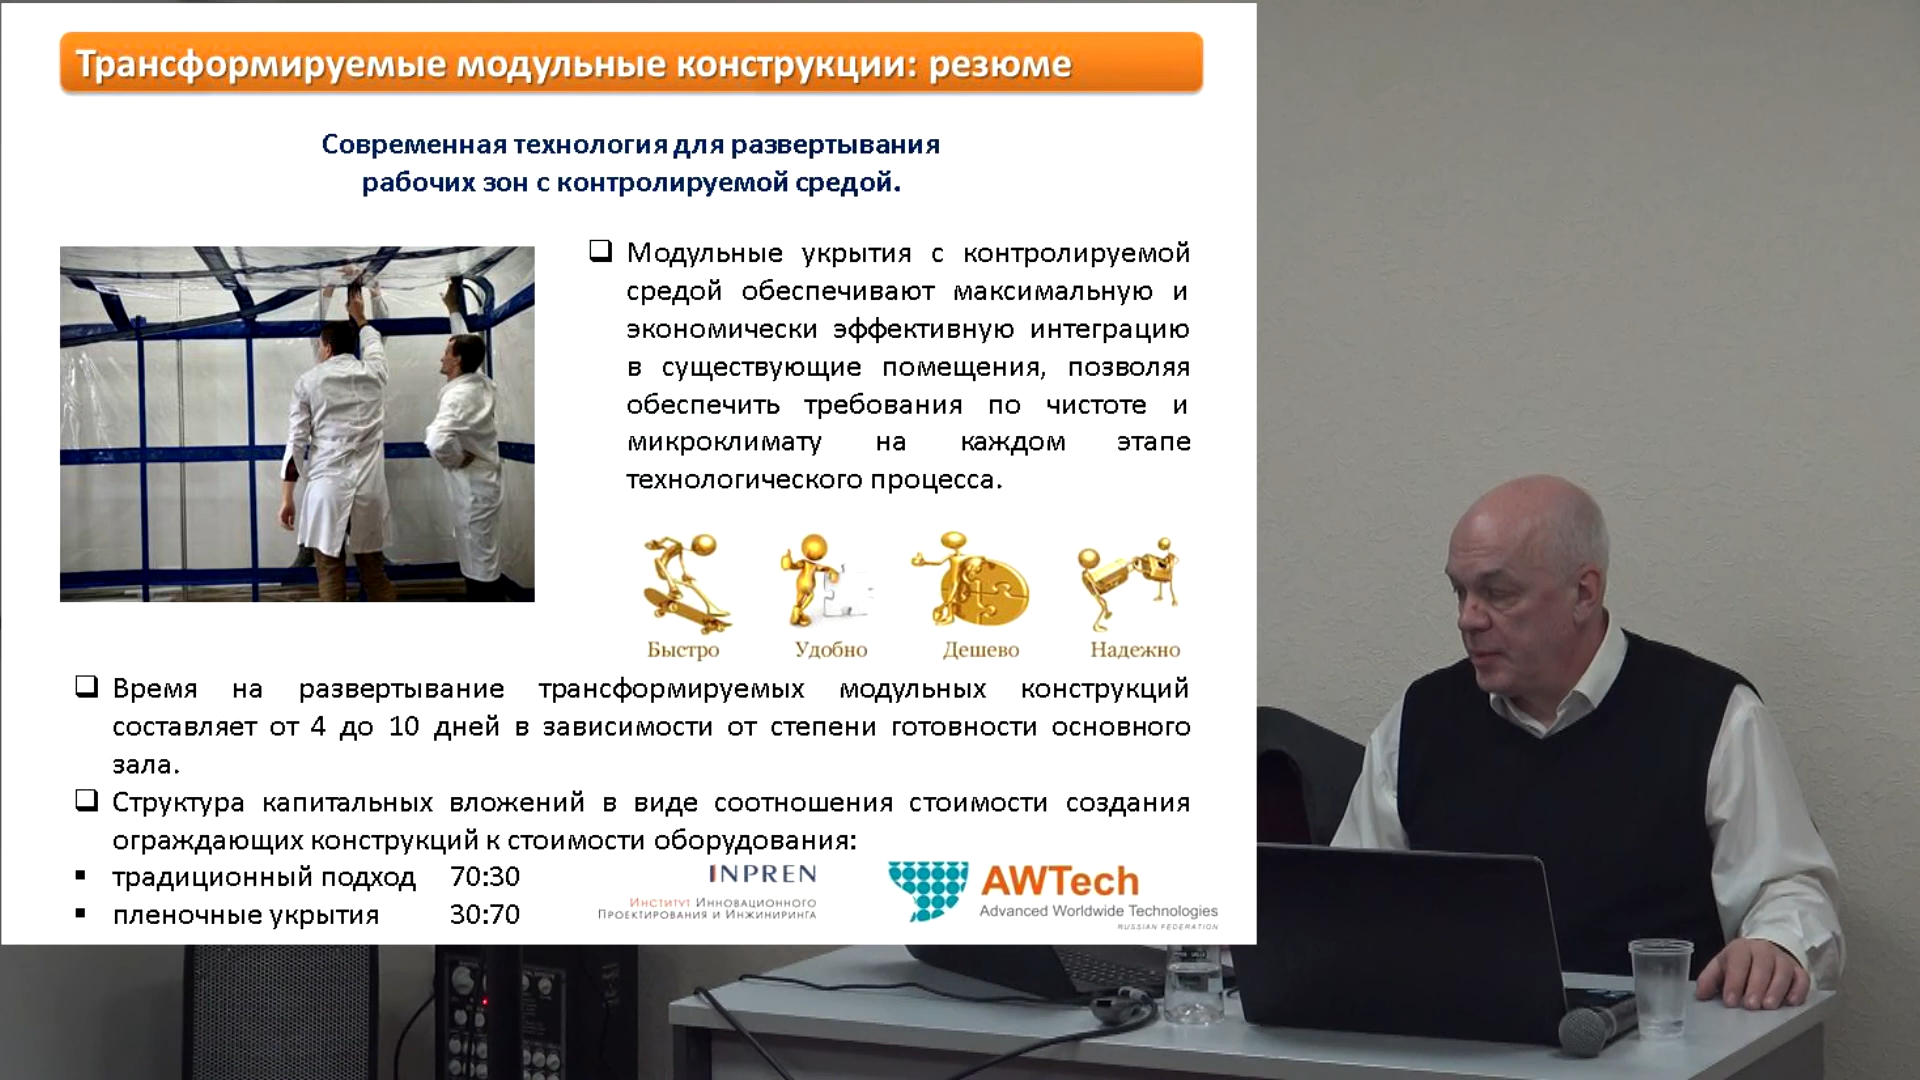 Трансформируемые модульные конструкции: резюме
Современная технология для развертывания
рабочих зон с контролируемой средой.
❑ Модульные укрытия с контролируемой
средой обеспечивают максимальную и
экономически эффективную интеграцию
в существующие помещения, позволяя
обеспечить требования по чистоте и
микроклимату на каждом этапе
технологического процесса.
Быстро Удобно Дешево Надежно
❑ Время на развертывание трансформируемых модульных конструкций
составляет от 4 до 10 дней в зависимости от степени готовности основного
зала.
❑ Структура капитальных вложений в виде соотношения стоимости создания
ограждающих конструкций к стоимости оборудования:
▪ традиционный подход 70:30
▪ пленочные укрытия 30:70
INPREN
Институт Инновационного
Проектирования и Инжиниринга
AWTech
Advanced Worldwide Technologies
RUSSIAN FEDERATION